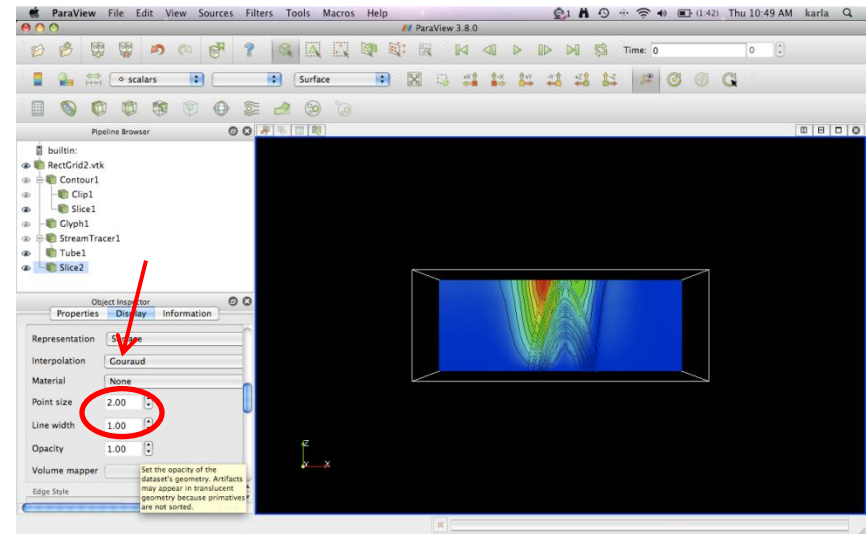 ParaView File Edit View Sources Filters Tools Macros Help 1 (1:42) Thu 10:49 AM karla
ParaView 3.8.0
Time: 0 0
scalars Surface
Pipeline Browser
builtin:
RectGrid2.vtk
Contour1
Clip1
Slice1
Glyph1
StreamTracer1
Tube1
Slice2
Object Inspector
Properties Display Information
Representation Surface
Interpolation Gouraud
Material None
Point size 2.00
Line width 1.00
Opacity 1.00
Volume mapper
Set the opacity of the
dataset's geometry. Artifacts
may appear in translucent
geometry because primatives
are not sorted.
Edge Style
Z
Y X